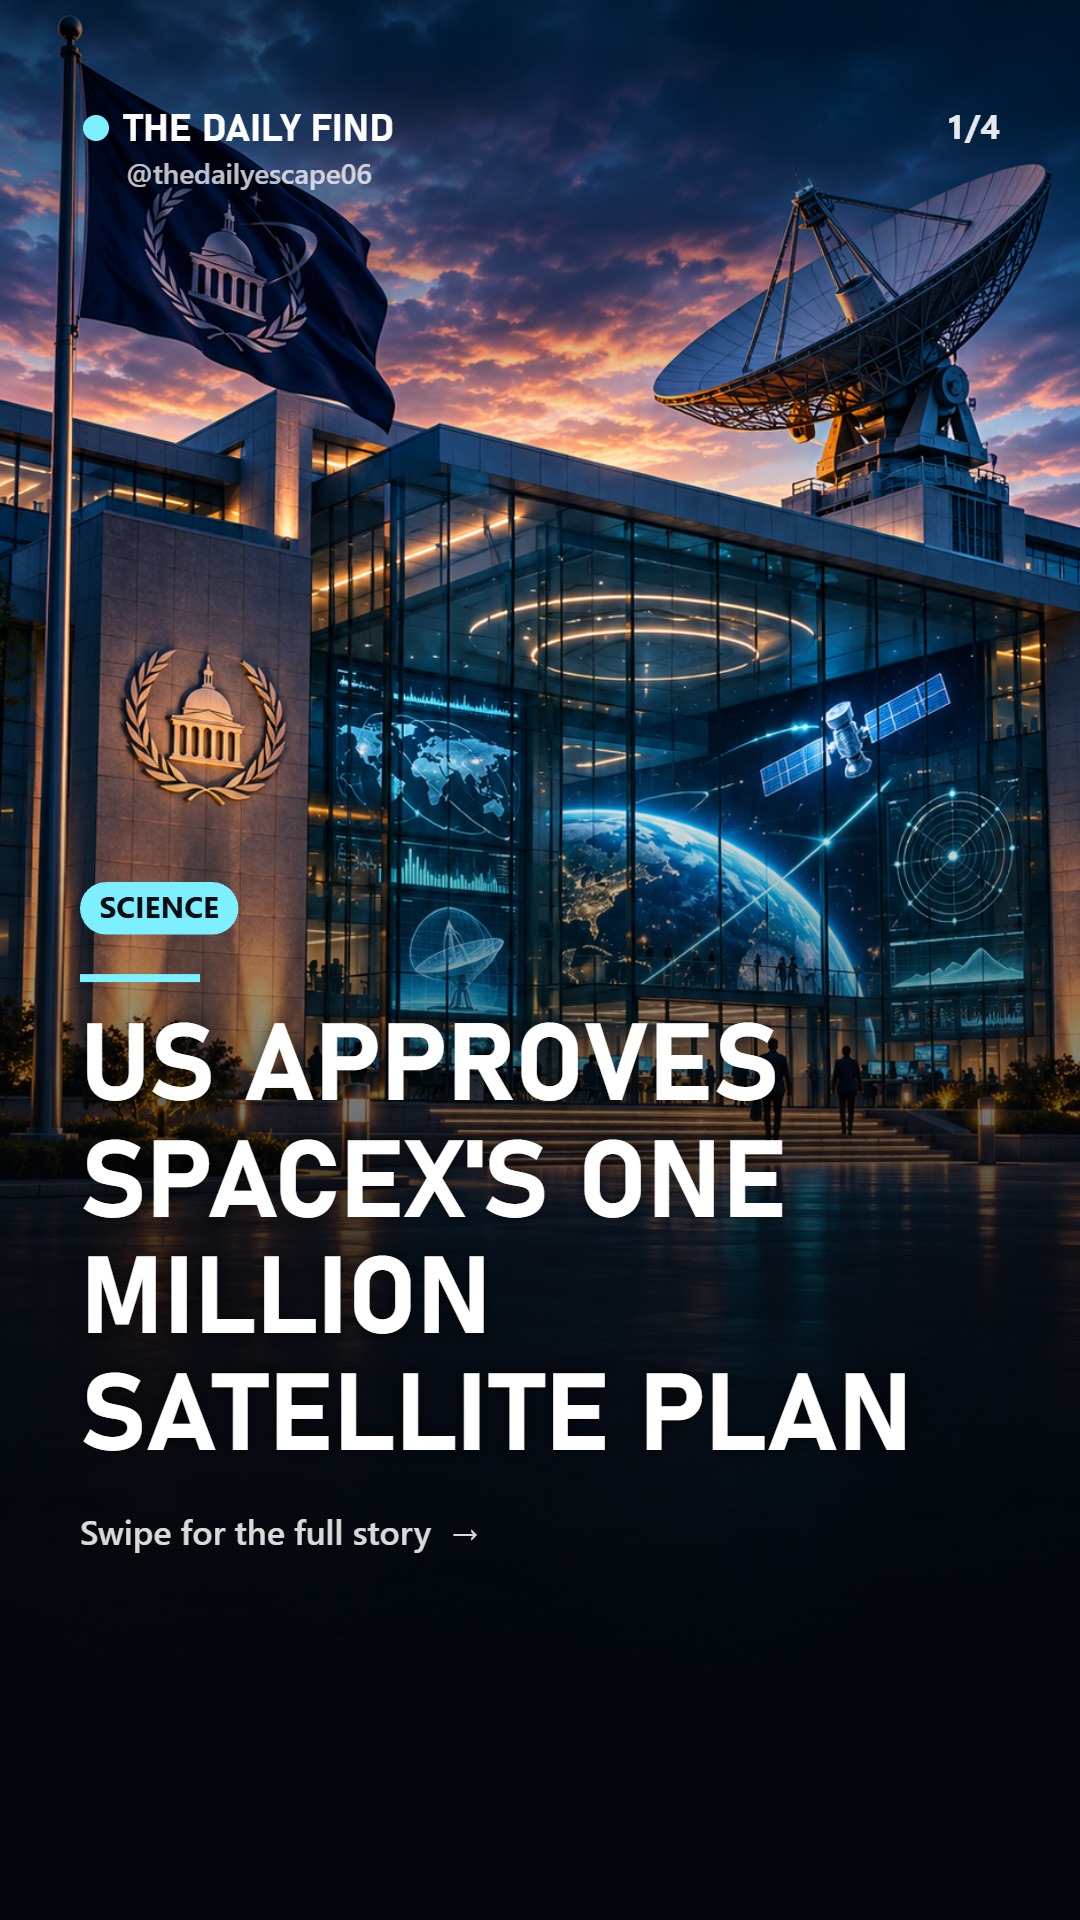 THE DAILY FIND
1/4
@thedailyescape06
SCIENCE
US APPROVES
SPACEX'S ONE
MILLION
SATELLITE PLAN
Swipe for the full story →